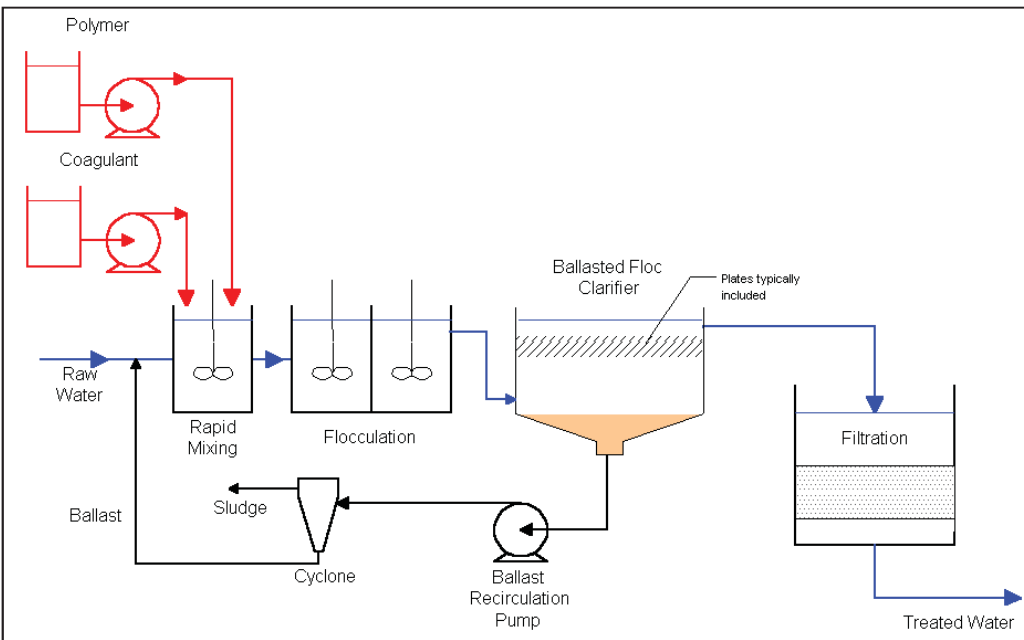 Polymer
Coagulant
Ballasted Floc
Clarifier
Plates typically
included
Raw
Water
Rapid
Mixing
Flocculation
Filtration
Ballast
Sludge
Cyclone
Ballast
Recirculation
Pump
Treated Water